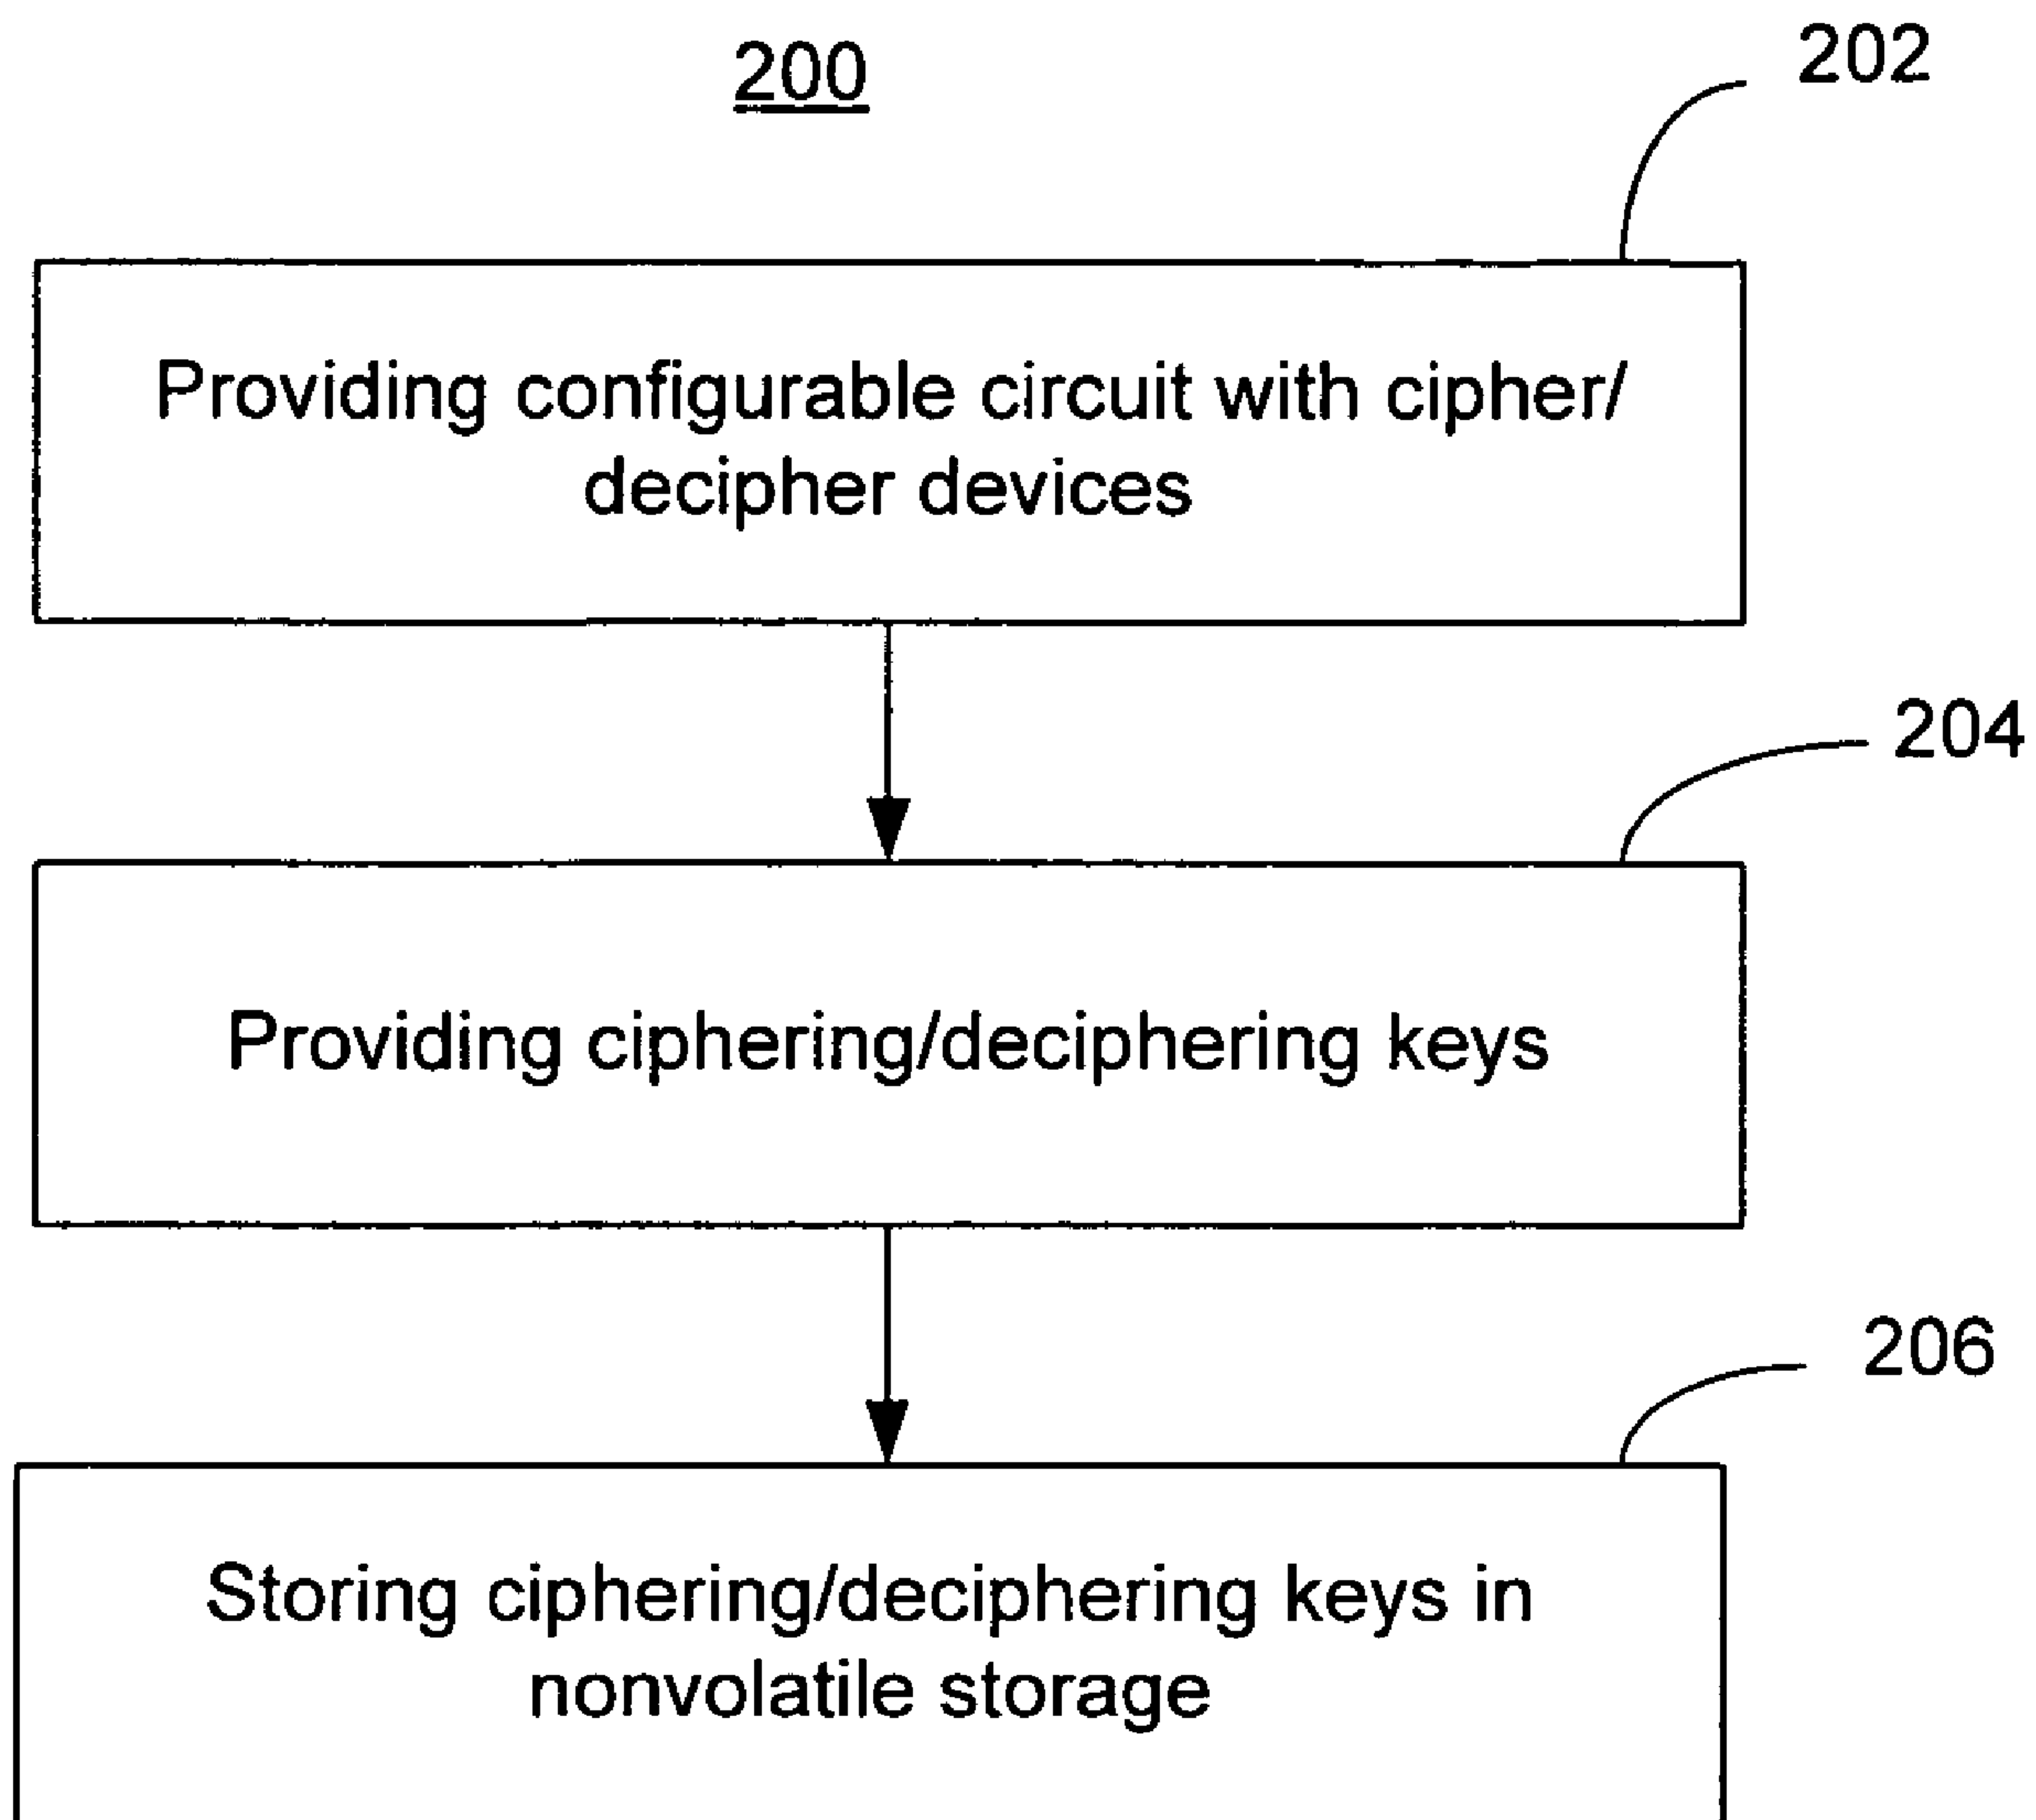 200
202
Providing configurable circuit with cipher/
decipher devices
204
Providing ciphering/deciphering keys
206
Storing ciphering/deciphering keys in
nonvolatile storage